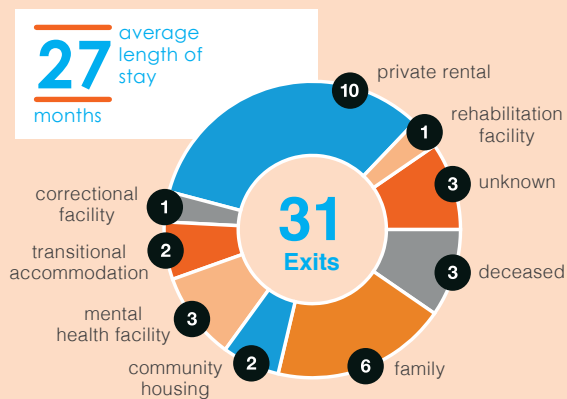 27
average
length of
stay
months
10
private rental
1
rehabilitation
facility
3
unknown
3
deceased
6
family
2
community
housing
3
mental
health facility
2
transitional
accommodation
1
correctional
facility
31
Exits